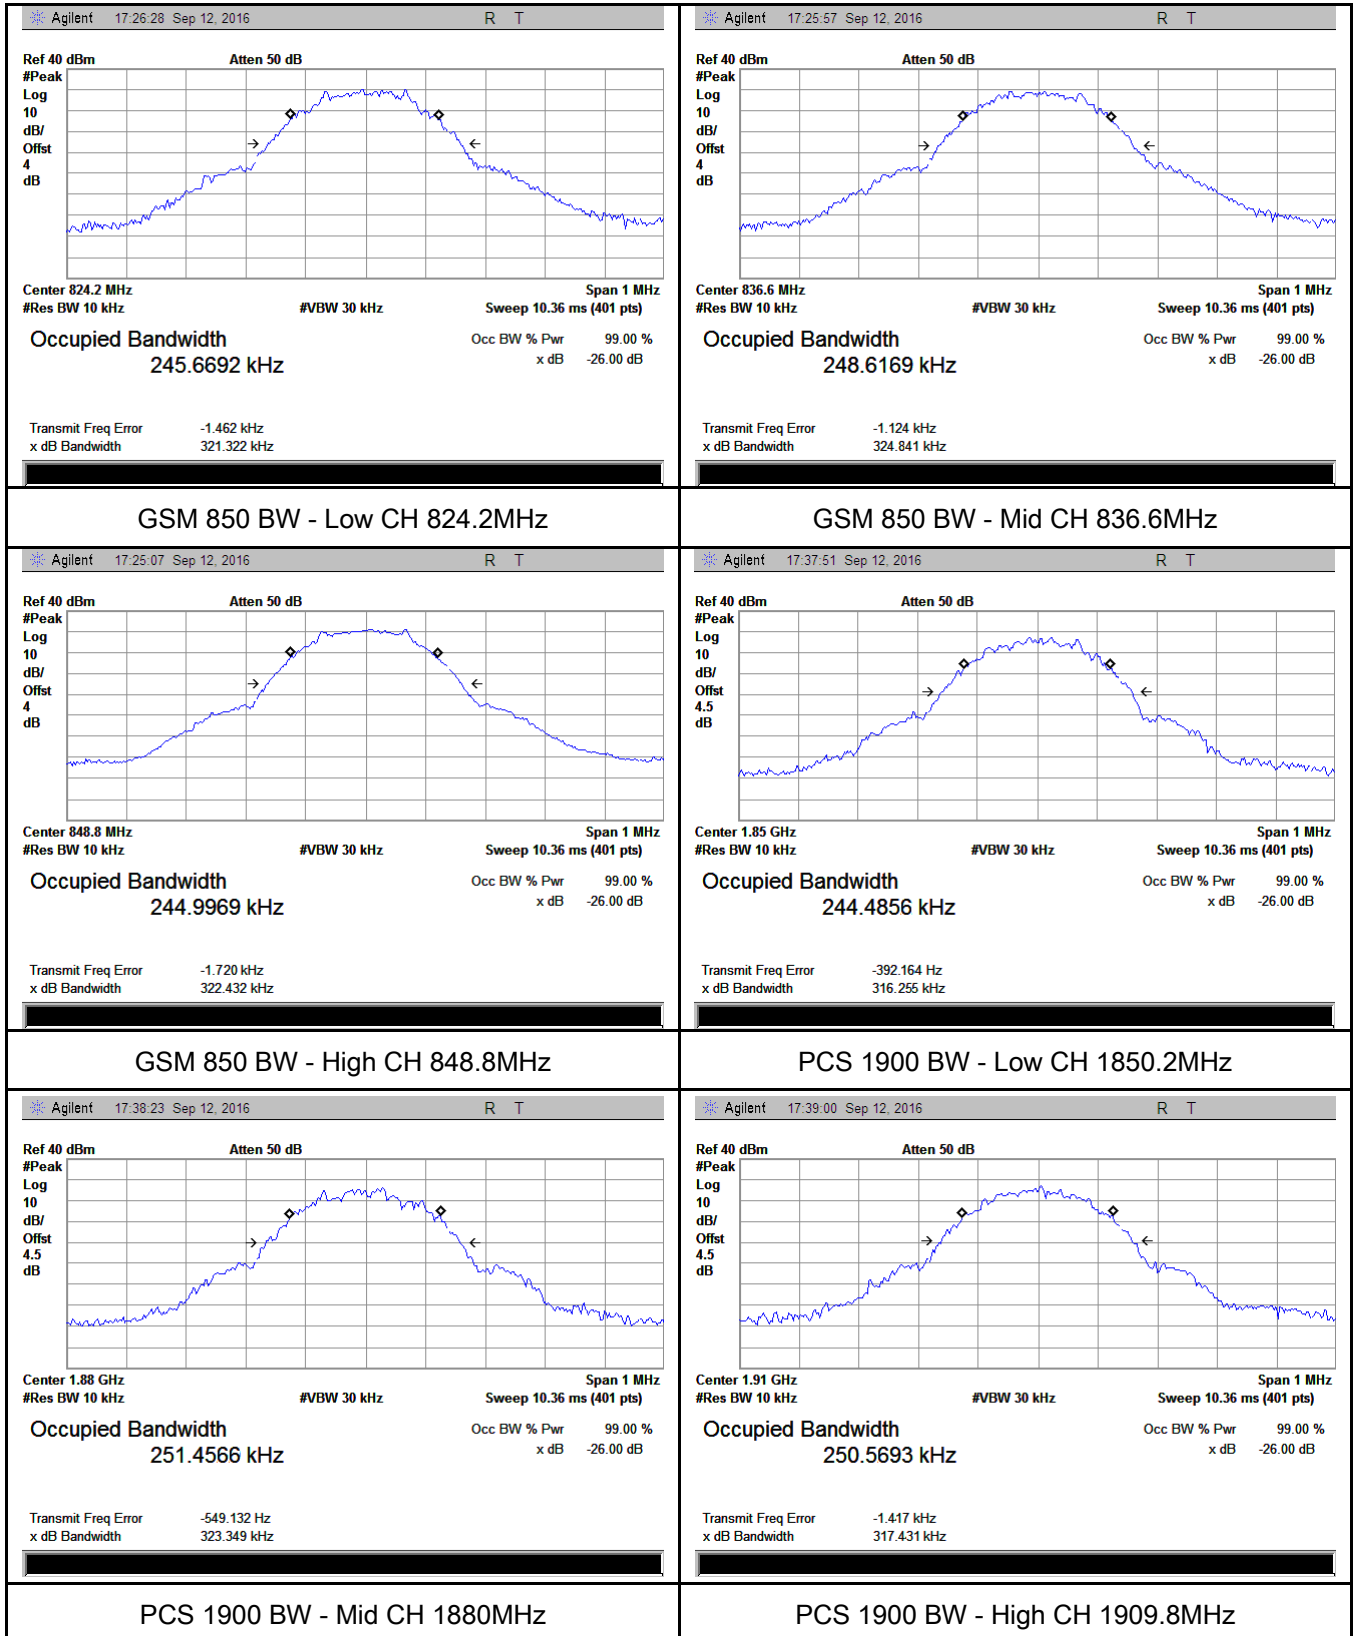 Agilent 17:26:28 Sep 12, 2016 R T
Ref 40 dBm Atten 50 dB
#Peak
Log
10
dB/
Offst
4
dB
Center 824.2 MHz Span 1 MHz
#Res BW 10 kHz #VBW 30 kHz Sweep 10.36 ms (401 pts)
Occupied Bandwidth Occ BW % Pwr 99.00 %
245.6692 kHz x dB -26.00 dB
Transmit Freq Error -1.462 kHz
x dB Bandwidth 321.322 kHz
GSM 850 BW - Low CH 824.2MHz
Agilent 17:25:57 Sep 12, 2016 R T
Ref 40 dBm Atten 50 dB
#Peak
Log
10
dB/
Offst
4
dB
Center 836.6 MHz Span 1 MHz
#Res BW 10 kHz #VBW 30 kHz Sweep 10.36 ms (401 pts)
Occupied Bandwidth Occ BW % Pwr 99.00 %
248.6169 kHz x dB -26.00 dB
Transmit Freq Error -1.124 kHz
x dB Bandwidth 324.841 kHz
GSM 850 BW - Mid CH 836.6MHz
Agilent 17:25:07 Sep 12, 2016 R T
Ref 40 dBm Atten 50 dB
#Peak
Log
10
dB/
Offst
4
dB
Center 848.8 MHz Span 1 MHz
#Res BW 10 kHz #VBW 30 kHz Sweep 10.36 ms (401 pts)
Occupied Bandwidth Occ BW % Pwr 99.00 %
244.9969 kHz x dB -26.00 dB
Transmit Freq Error -1.720 kHz
x dB Bandwidth 322.432 kHz
GSM 850 BW - High CH 848.8MHz
Agilent 17:37:51 Sep 12, 2016 R T
Ref 40 dBm Atten 50 dB
#Peak
Log
10
dB/
Offst
4.5
dB
Center 1.85 GHz Span 1 MHz
#Res BW 10 kHz #VBW 30 kHz Sweep 10.36 ms (401 pts)
Occupied Bandwidth Occ BW % Pwr 99.00 %
244.4856 kHz x dB -26.00 dB
Transmit Freq Error -392.164 Hz
x dB Bandwidth 316.255 kHz
PCS 1900 BW - Low CH 1850.2MHz
Agilent 17:38:23 Sep 12, 2016 R T
Ref 40 dBm Atten 50 dB
#Peak
Log
10
dB/
Offst
4.5
dB
Center 1.88 GHz Span 1 MHz
#Res BW 10 kHz #VBW 30 kHz Sweep 10.36 ms (401 pts)
Occupied Bandwidth Occ BW % Pwr 99.00 %
251.4566 kHz x dB -26.00 dB
Transmit Freq Error -549.132 Hz
x dB Bandwidth 323.349 kHz
PCS 1900 BW - Mid CH 1880MHz
Agilent 17:39:00 Sep 12, 2016 R T
Ref 40 dBm Atten 50 dB
#Peak
Log
10
dB/
Offst
4.5
dB
Center 1.91 GHz Span 1 MHz
#Res BW 10 kHz #VBW 30 kHz Sweep 10.36 ms (401 pts)
Occupied Bandwidth Occ BW % Pwr 99.00 %
250.5693 kHz x dB -26.00 dB
Transmit Freq Error -1.417 kHz
x dB Bandwidth 317.431 kHz
PCS 1900 BW - High CH 1909.8MHz